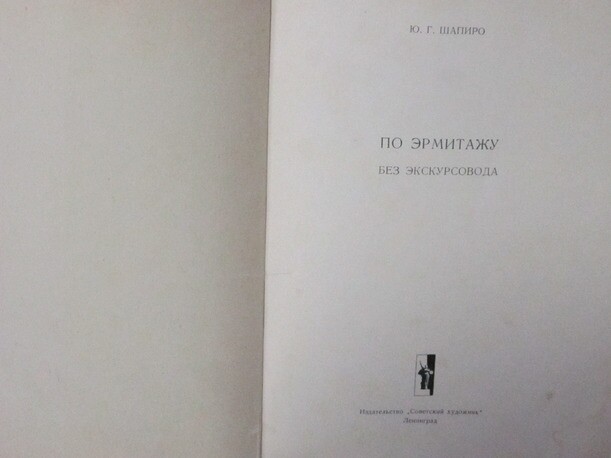 Ю. Г. ШАПИРО
ПО ЭРМИТАЖУ
БЕЗ ЭКСКУРСОВОДА
Издательство „Советский художник"
Ленинград